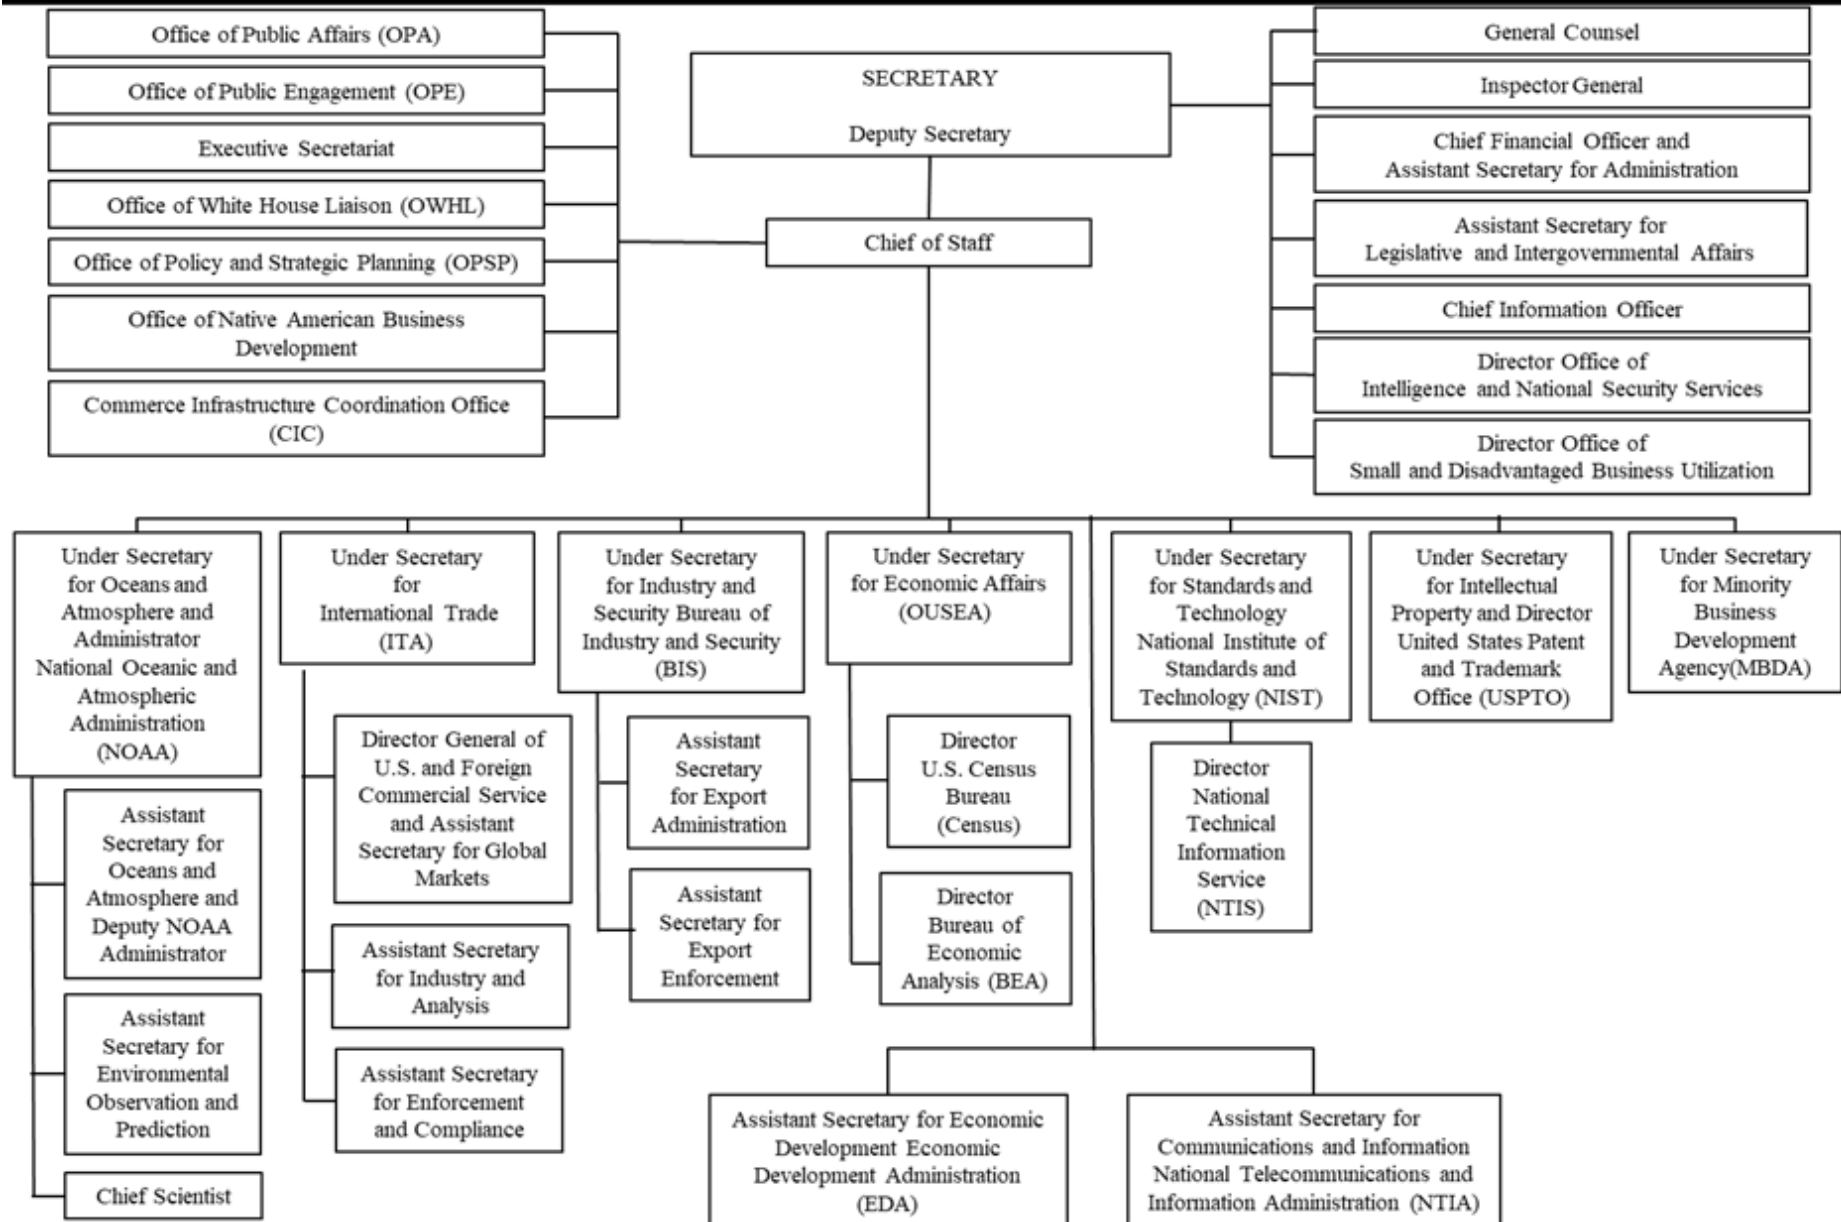 Office of Public Affairs (OPA)
Office of Public Engagement (OPE)
Executive Secretariat
Office of White House Liaison (OWHL)
Office of Policy and Strategic Planning (OPSP)
Office of Native American Business
Development
Commerce Infrastructure Coordination Office
(CIC)
SECRETARY
Deputy Secretary
Chief of Staff
General Counsel
Inspector General
Chief Financial Officer and
Assistant Secretary for Administration
Assistant Secretary for
Legislative and Intergovernmental Affairs
Chief Information Officer
Director Office of
Intelligence and National Security Services
Director Office of
Small and Disadvantaged Business Utilization
Under Secretary
for Oceans and
Atmosphere and
Administrator
National Oceanic and
Atmospheric
Administration
(NOAA)
Assistant
Secretary for
Oceans and
Atmosphere and
Deputy NOAA
Administrator
Assistant
Secretary for
Environmental
Observation and
Prediction
Chief Scientist
Under Secretary
for
International Trade
(ITA)
Director General of
U.S. and Foreign
Commercial Service
and Assistant
Secretary for Global
Markets
Assistant Secretary
for Industry and
Analysis
Assistant Secretary
for Enforcement
and Compliance
Under Secretary
for Industry and
Security Bureau of
Industry and Security
(BIS)
Assistant
Secretary
for Export
Administration
Assistant
Secretary for
Export
Enforcement
Under Secretary
for Economic Affairs
(OUSEA)
Director
U.S. Census
Bureau
(Census)
Director
Bureau of
Economic
Analysis (BEA)
Under Secretary
for Standards and
Technology
National Institute of
Standards and
Technology (NIST)
Director
National
Technical
Information
Service
(NTIS)
Under Secretary
for Intellectual
Property and Director
United States Patent
and Trademark
Office (USPTO)
Under Secretary
for Minority
Business
Development
Agency(MBDA)
Assistant Secretary for Economic
Development Economic
Development Administration
(EDA)
Assistant Secretary for
Communications and Information
National Telecommunications and
Information Administration (NTIA)